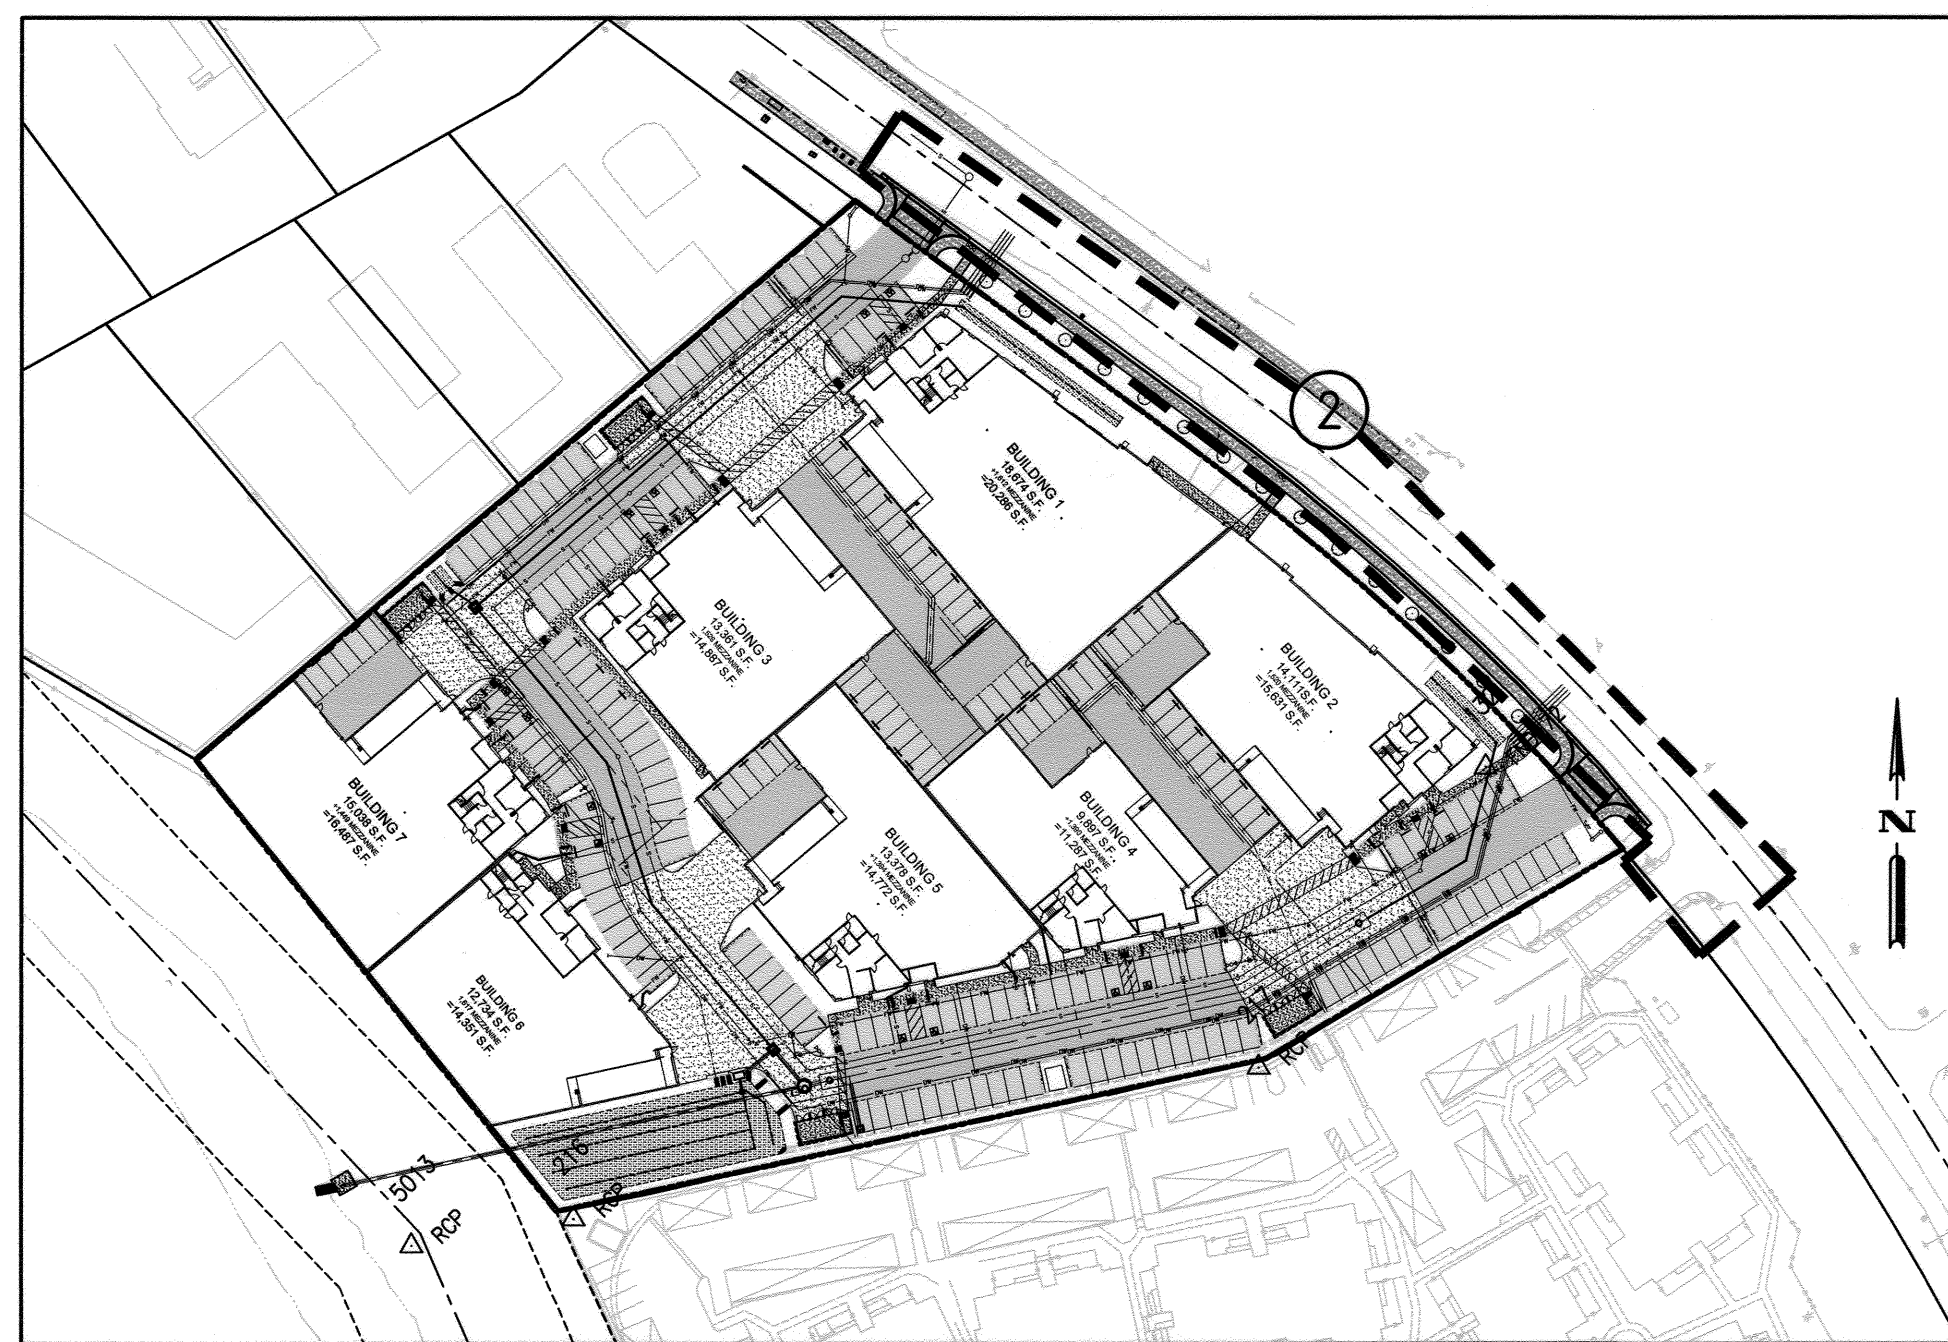 2
BUILDING 1
18,674 S.F.
+1,610 MEZZANINE
=20,286 S.F.
BUILDING 3
13,361 S.F.
1,526 MEZZANINE
=14,887 S.F.
BUILDING 2
14,111S.F.
1,520 MEZZANINE
=15,631 S.F.
BUILDING 7
15,038 S.F.
+1,449 MEZZANINE
=16,487 S.F.
BUILDING 4
9,897 S.F.
+1,390 MEZZANINE
=11,287 S.F.
BUILDING 5
13,378 S.F.
+1,394 MEZZANINE
=14,772 S.F.
BUILDING 6
12,734 S.F.
1,617 MEZZANINE
=14,351 S.F.
N
RCP
216
5013
RCP
RCP